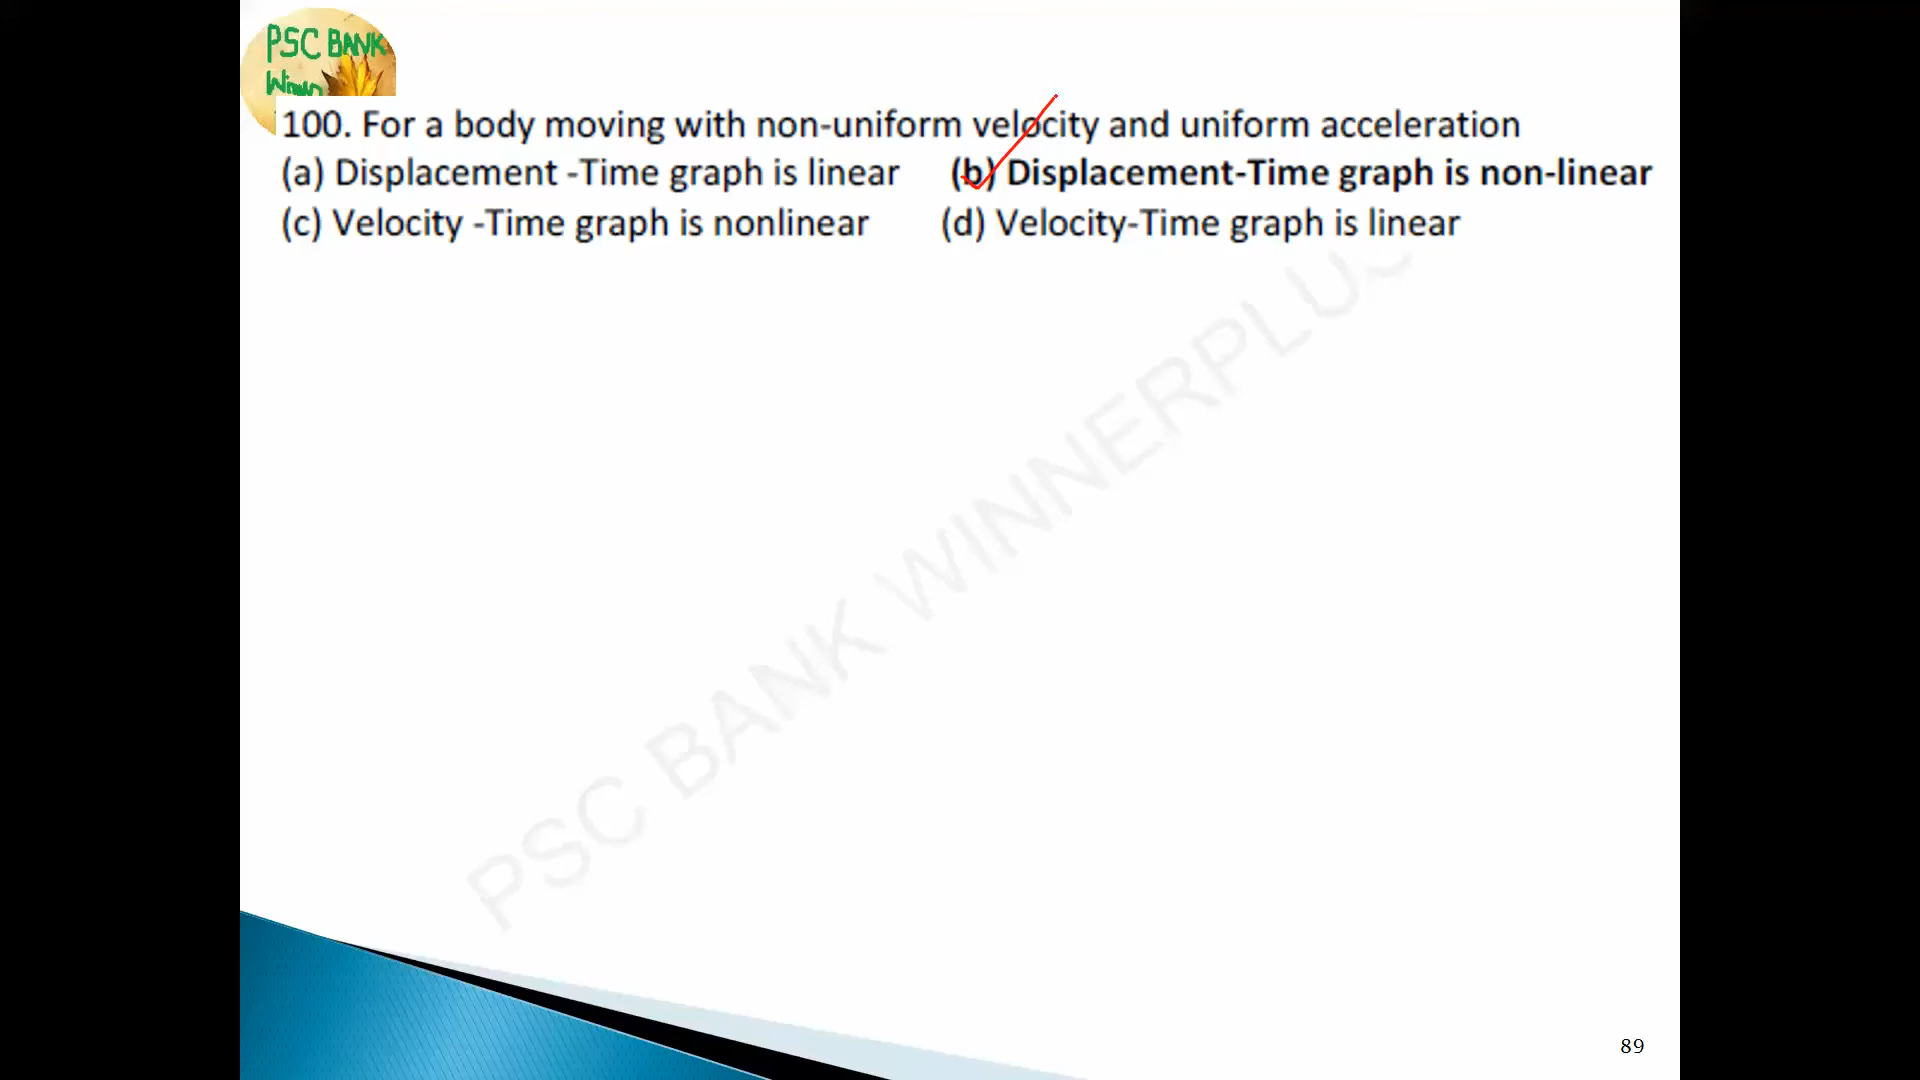 PSC BANK
100. For a body moving with non-uniform velocity and uniform acceleration
(a) Displacement -Time graph is linear (b) Displacement-Time graph is non-linear
(c) Velocity -Time graph is nonlinear (d) Velocity-Time graph is linear
PSC BANK WINNERPLUS
89